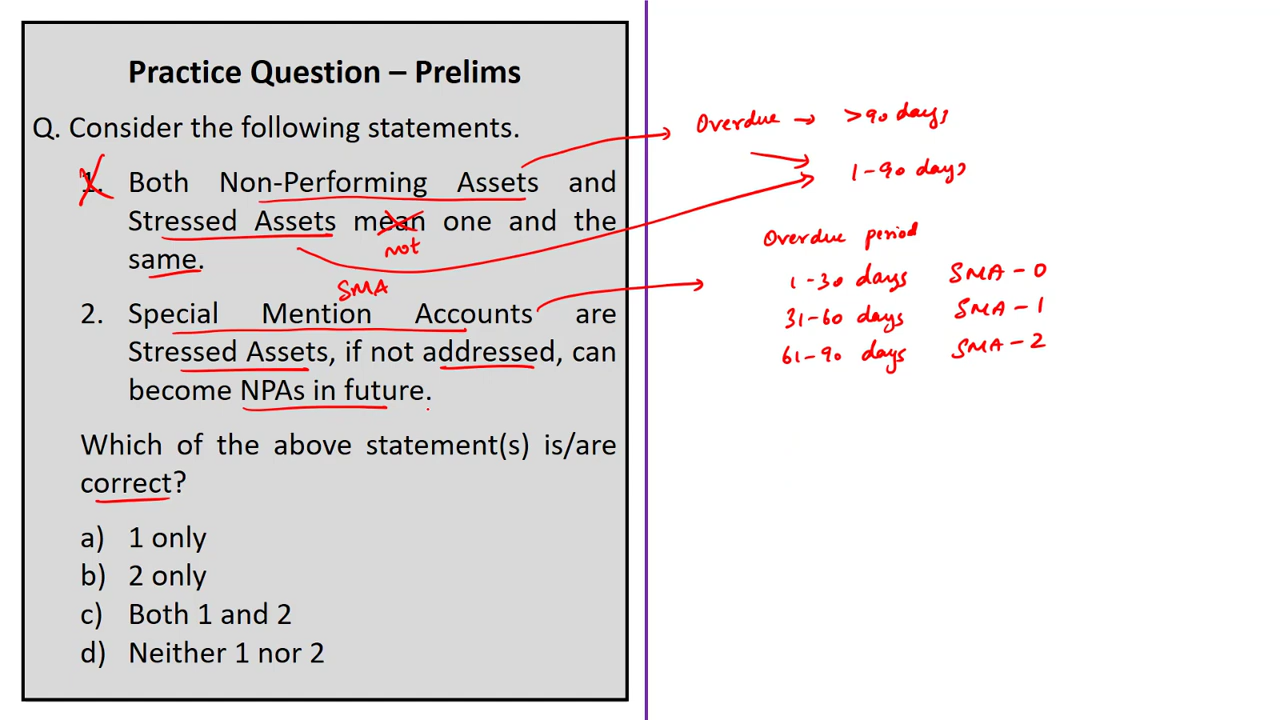 Practice Question – Prelims
Q. Consider the following statements.
1. Both Non-Performing Assets and
Stressed Assets mean one and the
not
same.
SMA
2. Special Mention Accounts are
Stressed Assets, if not addressed, can
become NPAs in future.
Which of the above statement(s) is/are
correct?
a) 1 only
b) 2 only
c) Both 1 and 2
d) Neither 1 nor 2
Overdue → >90 days
1-90 days
Overdue period
1-30 days SMA-0
31-60 days SMA-1
61-90 days SMA-2